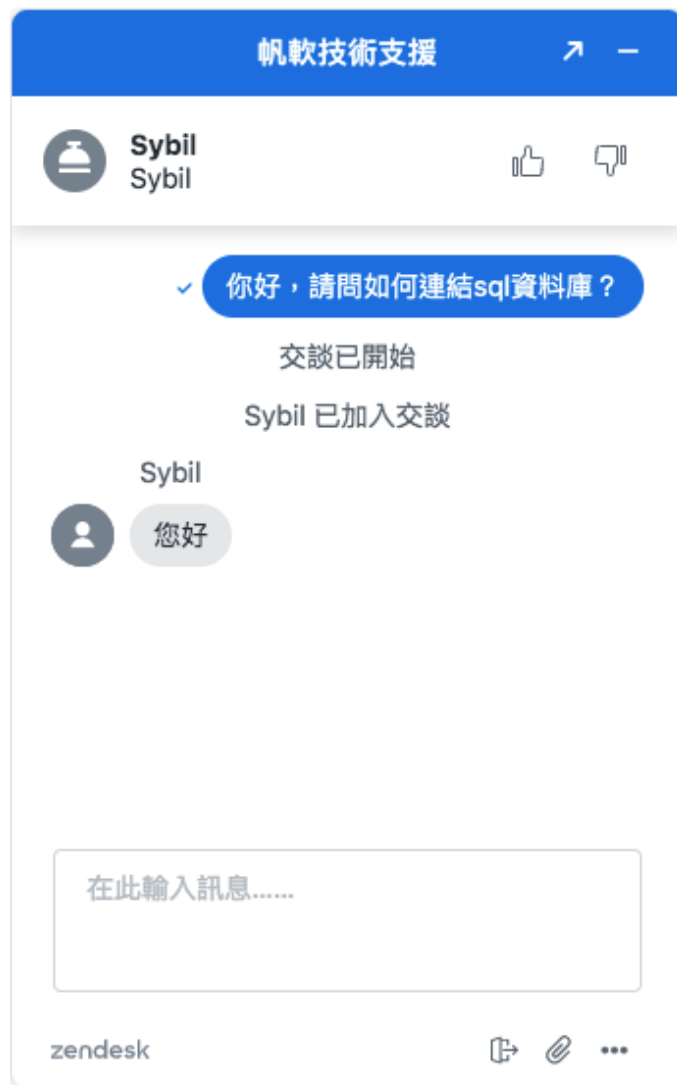 帆軟技術支援
Sybil
Sybil
你好，請問如何連結sql資料庫？
交談已開始
Sybil 已加入交談
Sybil
您好
在此輸入訊息......
zendesk